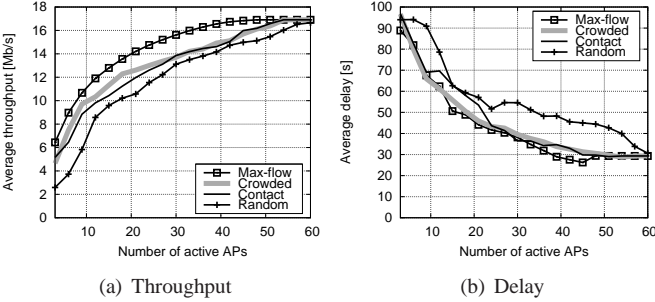 18
16
14
12
10
8
6
4
2
0
Average throughput [Mb/s]
10 20 30 40 50 60
Number of active APs
Max-flow
Crowded
Contact
Random
(a) Throughput
100
90
80
70
60
50
40
30
20
10
0
Average delay [s]
10 20 30 40 50 60
Number of active APs
Max-flow
Crowded
Contact
Random
(b) Delay